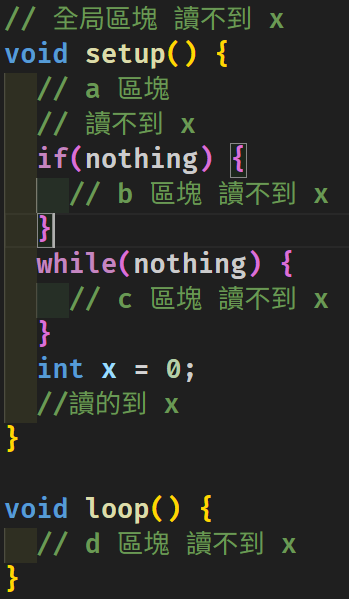 // 全局區塊 讀不到 x
void setup() {
// a 區塊
// 讀不到 x
if(nothing) {
// b 區塊 讀不到 x
}
while(nothing) {
// c 區塊 讀不到 x
}
int x = 0;
//讀的到 x
}
void loop() {
// d 區塊 讀不到 x
}